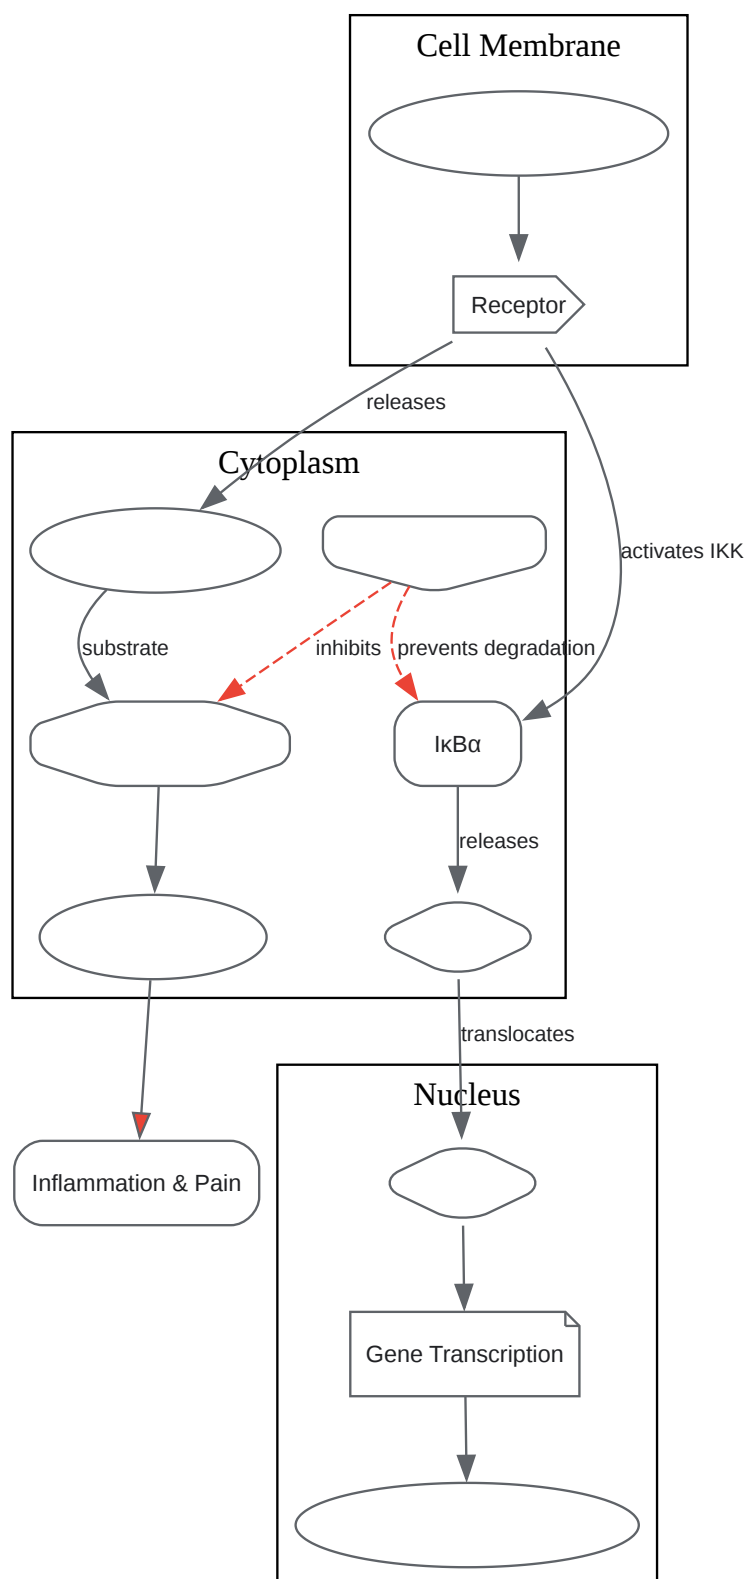 Cell Membrane
Receptor
releases
Cytoplasm
activates IKK
substrate
inhibits
prevents degradation
IκBα
releases
translocates
Nucleus
Inflammation & Pain
Gene Transcription